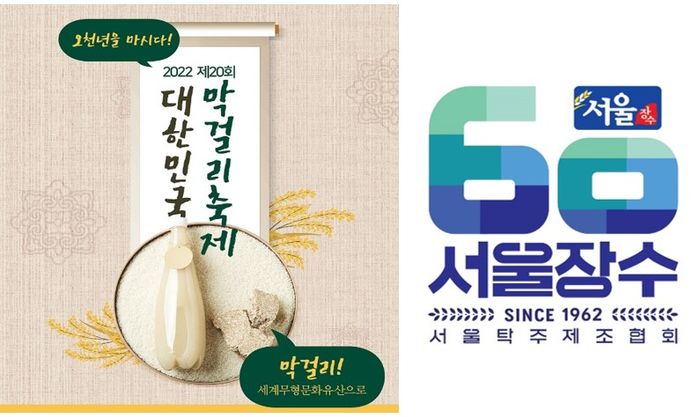 오천년을 마시다!
2022 제20회
대한민국
막걸리축제
막걸리!
세계무형문화유산으로
60
서울 장수
서울장수
SINCE 1962
서울탁주제조협회